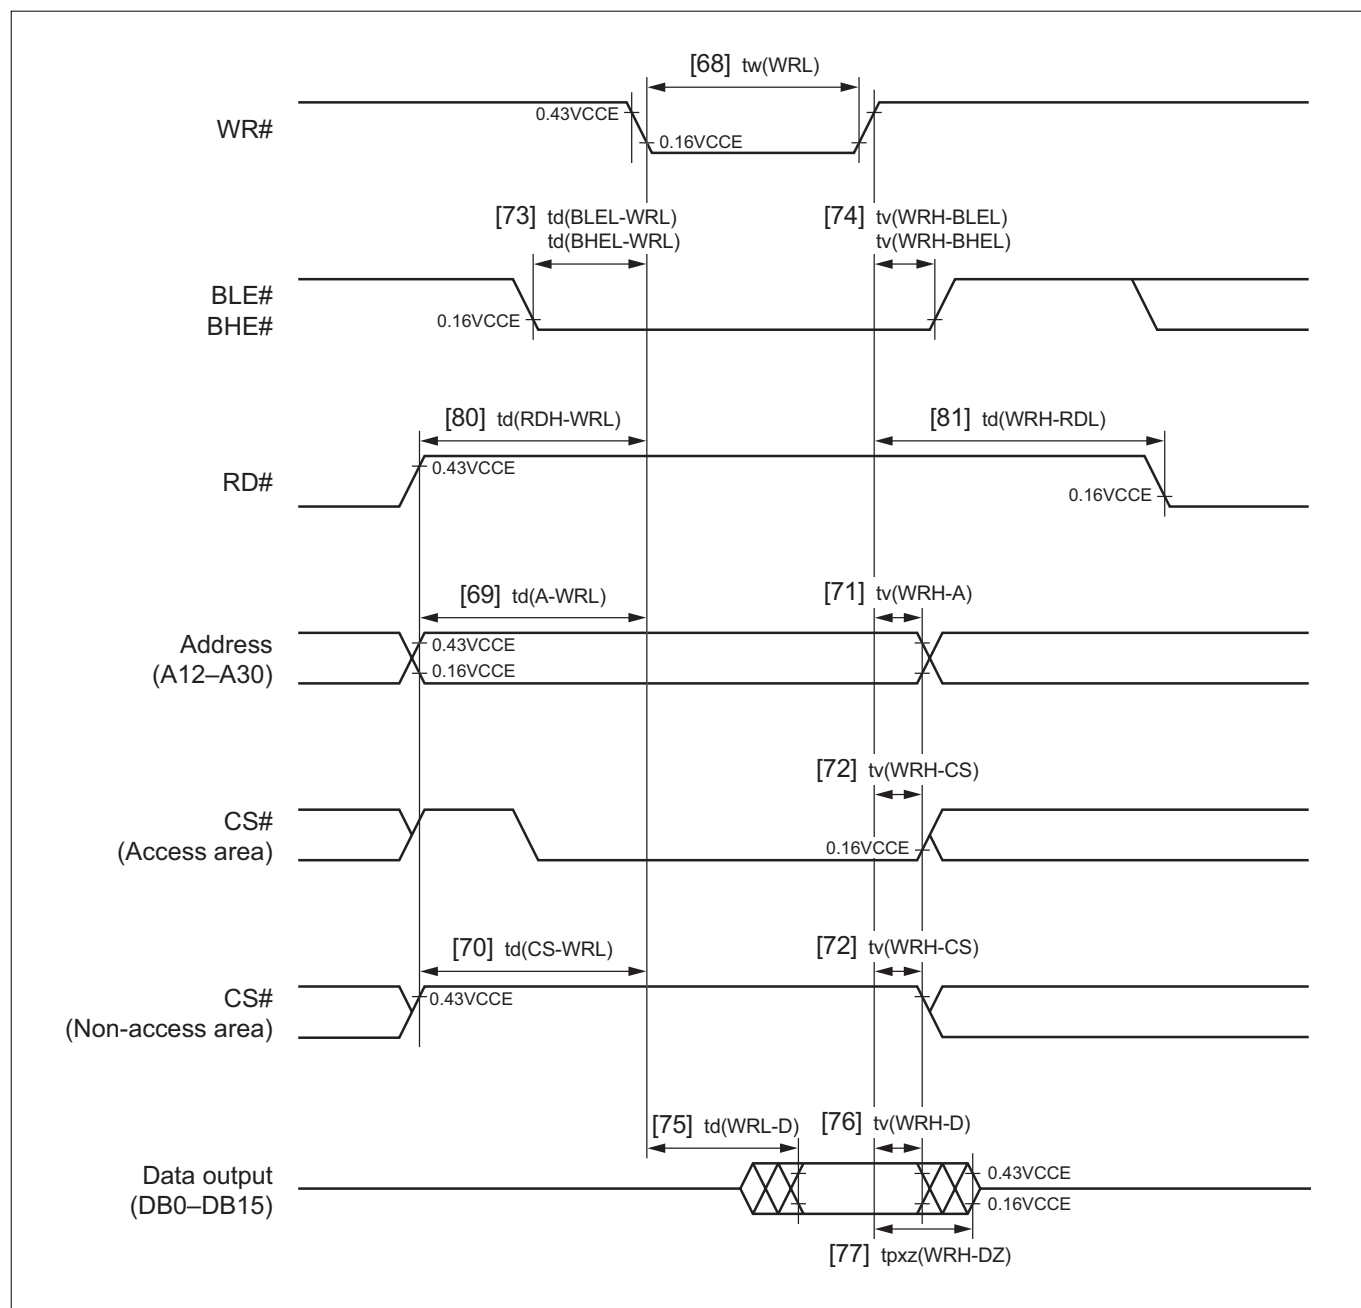 [68] tw(WRL)
WR#
0.43VCCE
0.16VCCE
[73] td(BLEL-WRL)
td(BHEL-WRL)
[74] tv(WRH-BLEL)
tv(WRH-BHEL)
BLE#
BHE#
0.16VCCE
[80] td(RDH-WRL)
[81] td(WRH-RDL)
RD#
0.43VCCE
0.16VCCE
[69] td(A-WRL)
[71] tv(WRH-A)
Address
(A12–A30)
0.43VCCE
0.16VCCE
[72] tv(WRH-CS)
CS#
(Access area)
0.16VCCE
[70] td(CS-WRL)
[72] tv(WRH-CS)
CS#
(Non-access area)
0.43VCCE
[75] td(WRL-D)
[76] tv(WRH-D)
Data output
(DB0–DB15)
0.43VCCE
0.16VCCE
[77] tpxz(WRH-DZ)